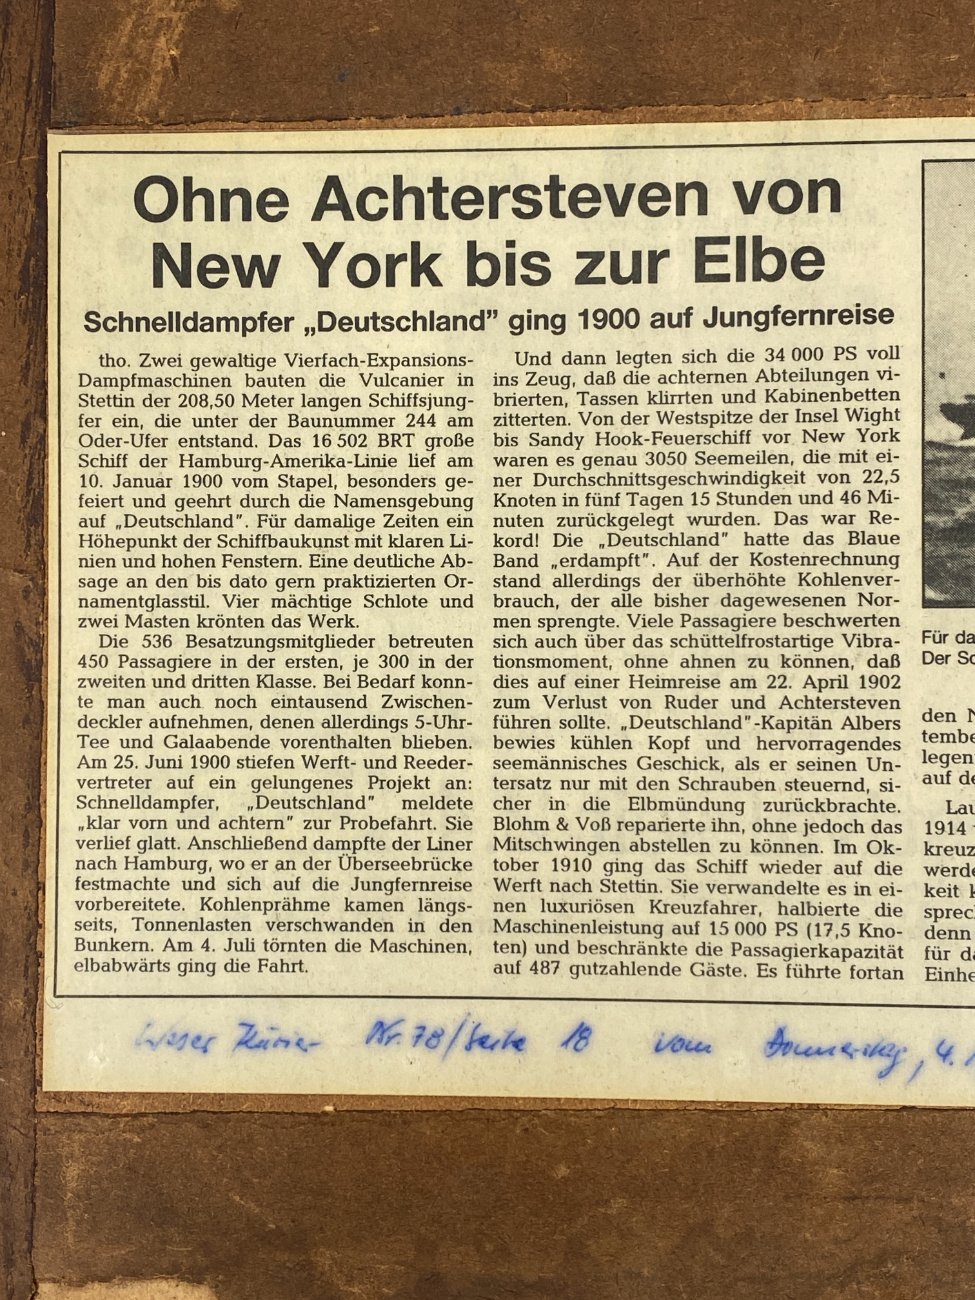 Ohne Achtersteven von
New York bis zur Elbe
Schnelldampfer „Deutschland” ging 1900 auf Jungfernreise
tho. Zwei gewaltige Vierfach-Expansions-
Dampfmaschinen bauten die Vulcanier in
Stettin der 208,50 Meter langen Schiffsjung-
fer ein, die unter der Baunummer 244 am
Oder-Ufer entstand. Das 16 502 BRT große
Schiff der Hamburg-Amerika-Linie lief am
10. Januar 1900 vom Stapel, besonders ge-
feiert und geehrt durch die Namensgebung
auf „Deutschland”. Für damalige Zeiten ein
Höhepunkt der Schiffbaukunst mit klaren Li-
nien und hohen Fenstern. Eine deutliche Ab-
sage an den bis dato gern praktizierten Or-
namentglasstil. Vier mächtige Schlote und
zwei Masten krönten das Werk.
Die 536 Besatzungsmitglieder betreuten
450 Passagiere in der ersten, je 300 in der
zweiten und dritten Klasse. Bei Bedarf konn-
te man auch noch eintausend Zwischen-
deckler aufnehmen, denen allerdings 5-Uhr-
Tee und Galaabende vorenthalten blieben.
Am 25. Juni 1900 stiefen Werft- und Reeder-
vertreter auf ein gelungenes Projekt an:
Schnelldampfer, „Deutschland” meldete
„klar vorn und achtern” zur Probefahrt. Sie
verlief glatt. Anschließend dampfte der Liner
nach Hamburg, wo er an der Überseebrücke
festmachte und sich auf die Jungfernreise
vorbereitete. Kohlenprähme kamen längs-
seits, Tonnenlasten verschwanden in den
Bunkern. Am 4. Juli törnten die Maschinen,
elbabwärts ging die Fahrt.
Und dann legten sich die 34 000 PS voll
ins Zeug, daß die achternen Abteilungen vi-
brierten, Tassen klirrten und Kabinenbetten
zitterten. Von der Westspitze der Insel Wight
bis Sandy Hook-Feuerschiff vor New York
waren es genau 3050 Seemeilen, die mit ei-
ner Durchschnittsgeschwindigkeit von 22,5
Knoten in fünf Tagen 15 Stunden und 46 Mi-
nuten zurückgelegt wurden. Das war Re-
kord! Die „Deutschland” hatte das Blaue
Band „erdampft”. Auf der Kostenrechnung
stand allerdings der überhöhte Kohlenver-
brauch, der alle bisher dagewesenen Nor-
men sprengte. Viele Passagiere beschwerten
sich auch über das schüttelfrostartige Vibra-
tionsmoment, ohne ahnen zu können, daß
dies auf einer Heimreise am 22. April 1902
zum Verlust von Ruder und Achtersteven
führen sollte. „Deutschland”-Kapitän Albers
bewies kühlen Kopf und hervorragendes
seemännisches Geschick, als er seinen Un-
tersatz nur mit den Schrauben steuernd, si-
cher in die Elbmündung zurückbrachte.
Blohm & Voß reparierte ihn, ohne jedoch das
Mitschwingen abstellen zu können. Im Ok-
tober 1910 ging das Schiff wieder auf die
Werft nach Stettin. Sie verwandelte es in ei-
nen luxuriösen Kreuzfahrer, halbierte die
Maschinenleistung auf 15 000 PS (17,5 Kno-
ten) und beschränkte die Passagierkapazität
auf 487 gutzahlende Gäste. Es führte fortan
Für da
Der Sc
den N
tembe
legen
auf de
Lau
1914
kreuz
werde
keit k
sprec
denn
für da
Einhe
Weser Kurier Nr. 78/Seite 18 vom Donnerstag, 4.